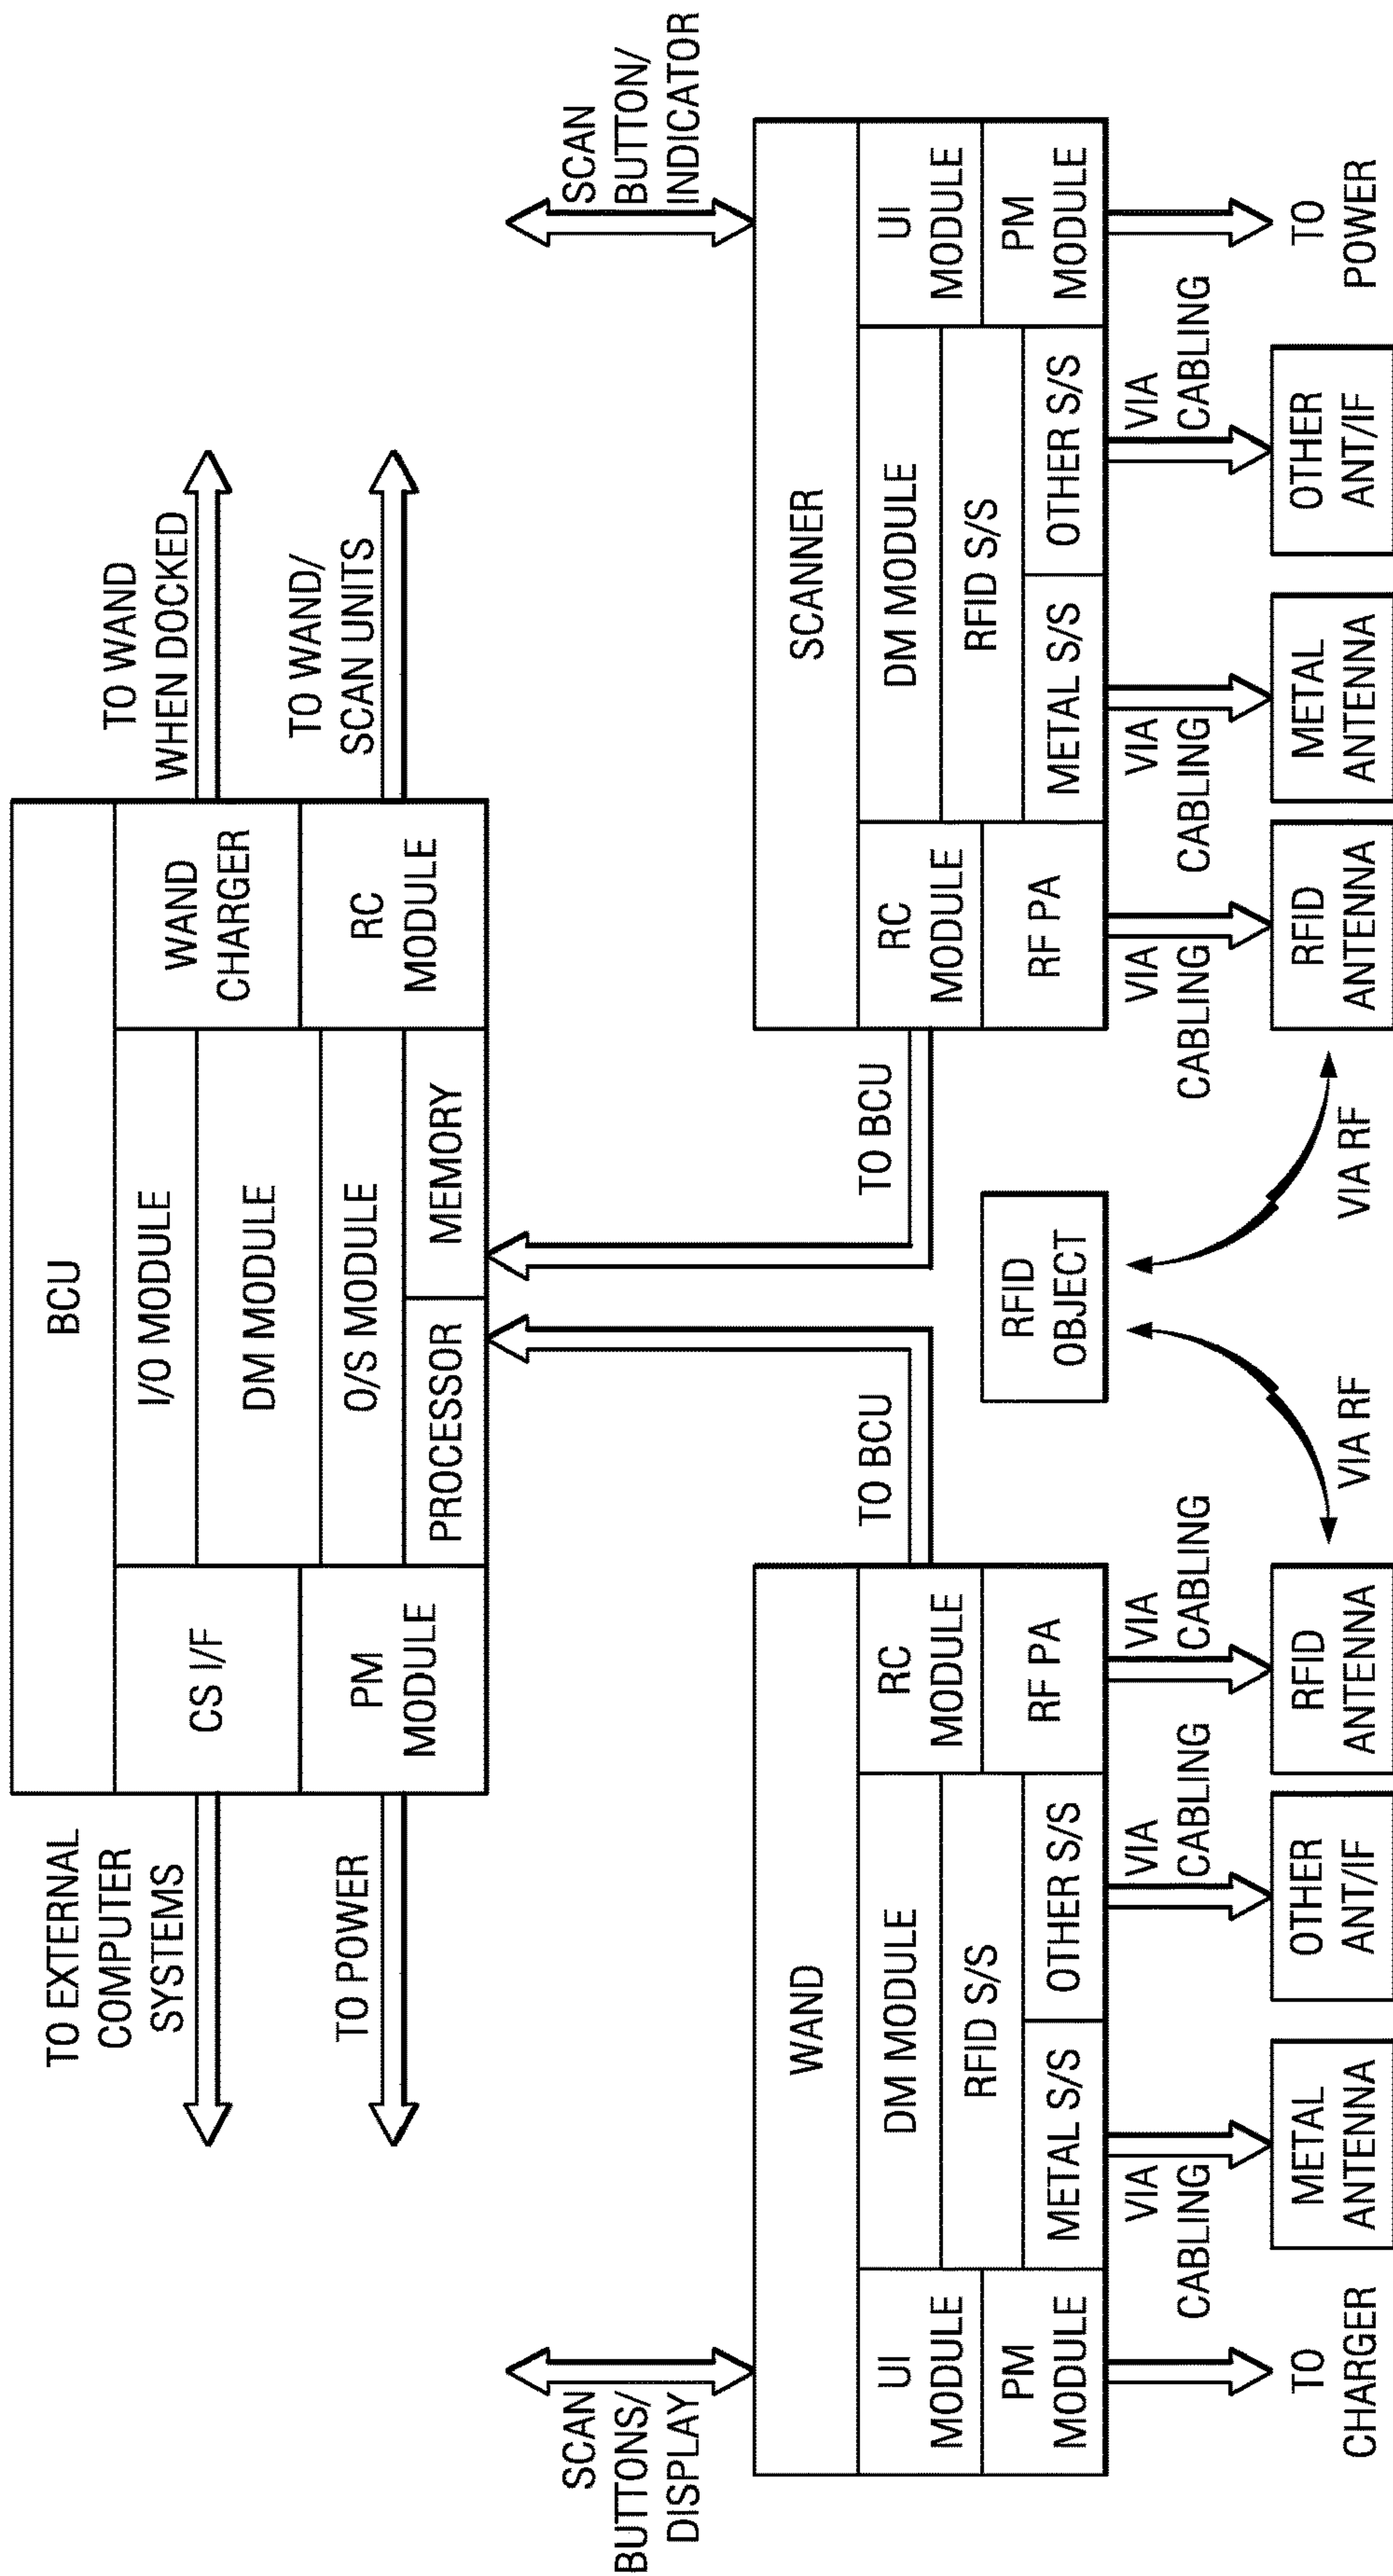 BCU
CS I/F
PM
MODULE
I/O MODULE
DM MODULE
O/S MODULE
PROCESSOR
MEMORY
WAND
CHARGER
RC
MODULE
TO EXTERNAL
COMPUTER
SYSTEMS
TO POWER
TO WAND
WHEN DOCKED
TO WAND/
SCAN UNITS
SCAN
BUTTONS/
DISPLAY
WAND
UI
MODULE
PM
MODULE
DM MODULE
RFID S/S
METAL S/S
OTHER S/S
RC
MODULE
RF PA
TO BCU
TO
CHARGER
VIA
CABLING
METAL
ANTENNA
VIA
CABLING
OTHER
ANT/IF
VIA
CABLING
RFID
ANTENNA
VIA RF
RFID
OBJECT
VIA RF
TO BCU
SCAN
BUTTON/
INDICATOR
SCANNER
RC
MODULE
RF PA
DM MODULE
RFID S/S
METAL S/S
OTHER S/S
UI
MODULE
PM
MODULE
VIA
CABLING
RFID
ANTENNA
VIA
CABLING
METAL
ANTENNA
VIA
CABLING
OTHER
ANT/IF
TO
POWER